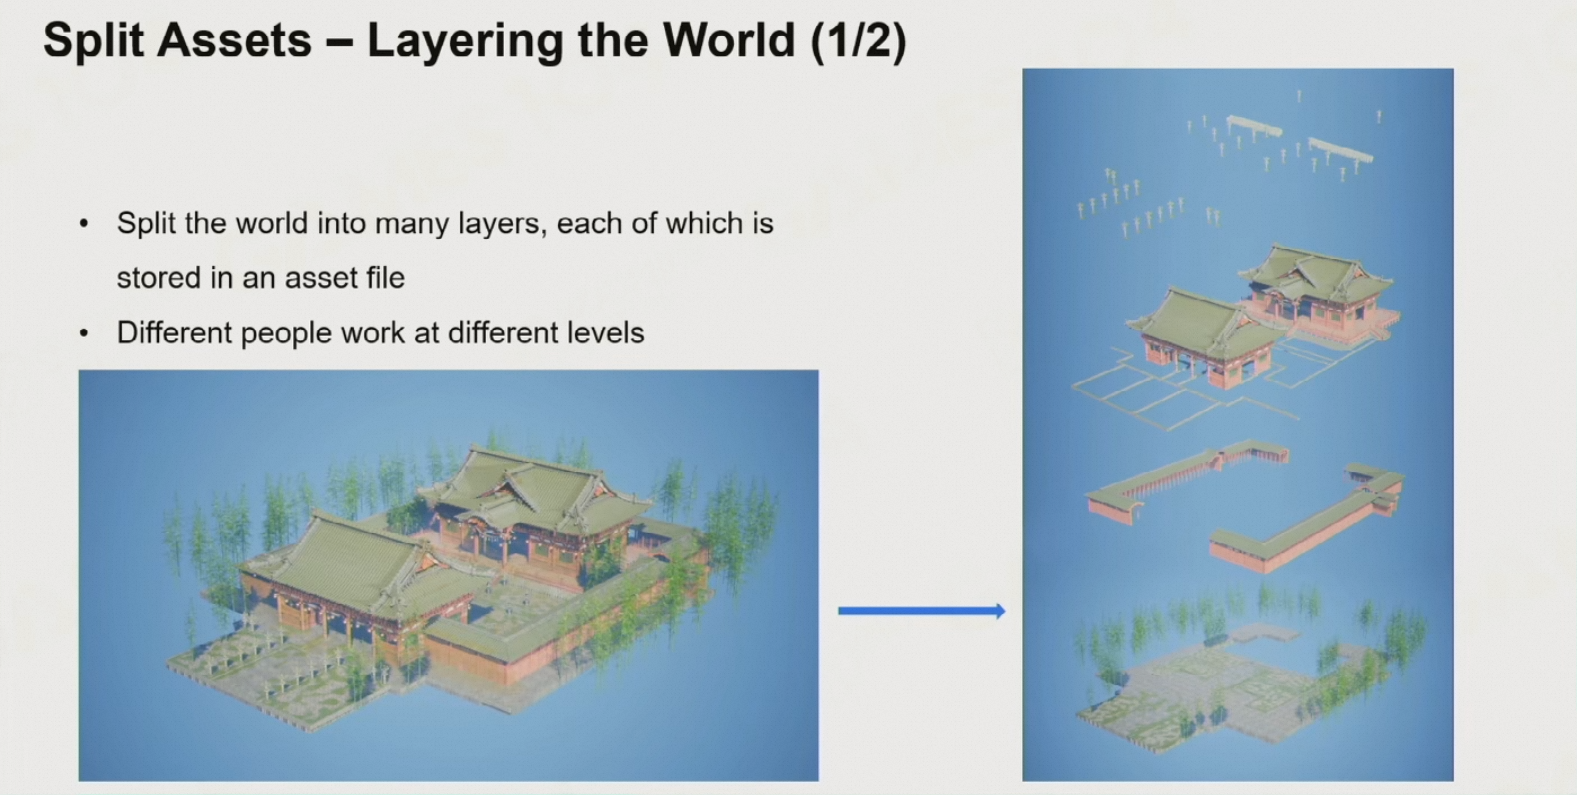 Split Assets – Layering the World (1/2)
• Split the world into many layers, each of which is
stored in an asset file
• Different people work at different levels